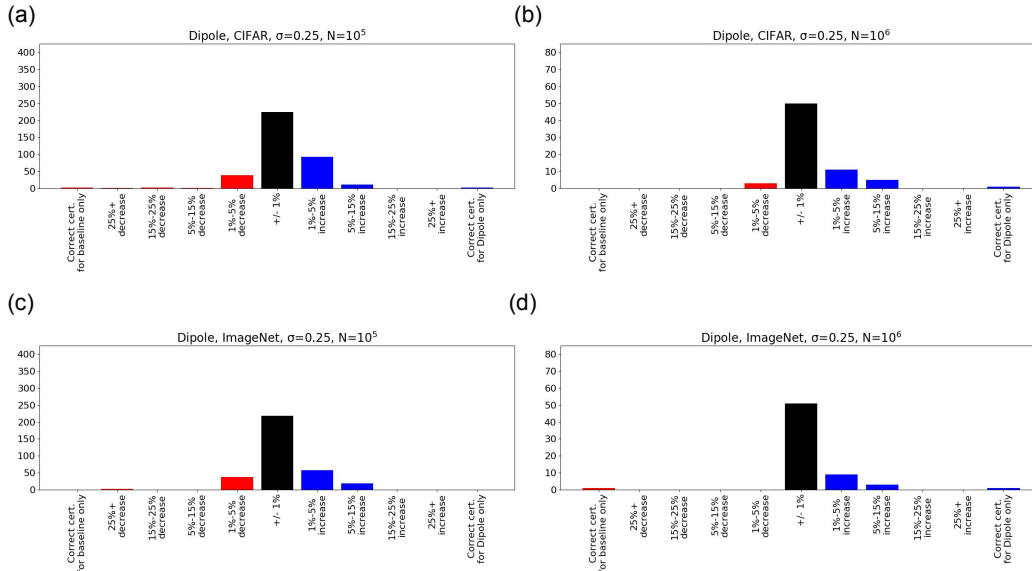 (a)
Dipole, CIFAR, σ=0.25, N=10⁵
400
350
300
250
200
150
100
50
0
Correct cert.
for baseline only
25%+
decrease
15%-25%
decrease
5%-15%
decrease
1%-5%
decrease
+/- 1%
1%-5%
increase
5%-15%
increase
15%-25%
increase
25%+
increase
Correct cert.
for Dipole only
(b)
Dipole, CIFAR, σ=0.25, N=10⁶
80
70
60
50
40
30
20
10
0
Correct cert.
for baseline only
25%+
decrease
15%-25%
decrease
5%-15%
decrease
1%-5%
decrease
+/- 1%
1%-5%
increase
5%-15%
increase
15%-25%
increase
25%+
increase
Correct cert.
for Dipole only
(c)
Dipole, ImageNet, σ=0.25, N=10⁵
400
350
300
250
200
150
100
50
0
Correct cert.
for baseline only
25%+
decrease
15%-25%
decrease
5%-15%
decrease
1%-5%
decrease
+/- 1%
1%-5%
increase
5%-15%
increase
15%-25%
increase
25%+
increase
Correct cert.
for Dipole only
(d)
Dipole, ImageNet, σ=0.25, N=10⁶
80
70
60
50
40
30
20
10
0
Correct cert.
for baseline only
25%+
decrease
15%-25%
decrease
5%-15%
decrease
1%-5%
decrease
+/- 1%
1%-5%
increase
5%-15%
increase
15%-25%
increase
25%+
increase
Correct cert.
for Dipole only